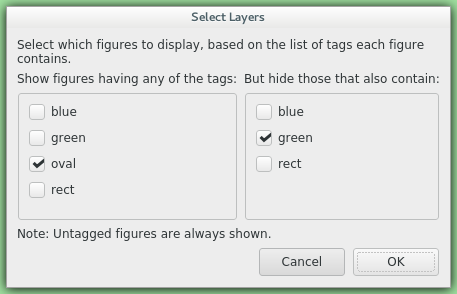 Select Layers
Select which figures to display, based on the list of tags each figure
contains.
Show figures having any of the tags: But hide those that also contain:
blue
green
oval
rect
blue
green
rect
Note: Untagged figures are always shown.
Cancel OK